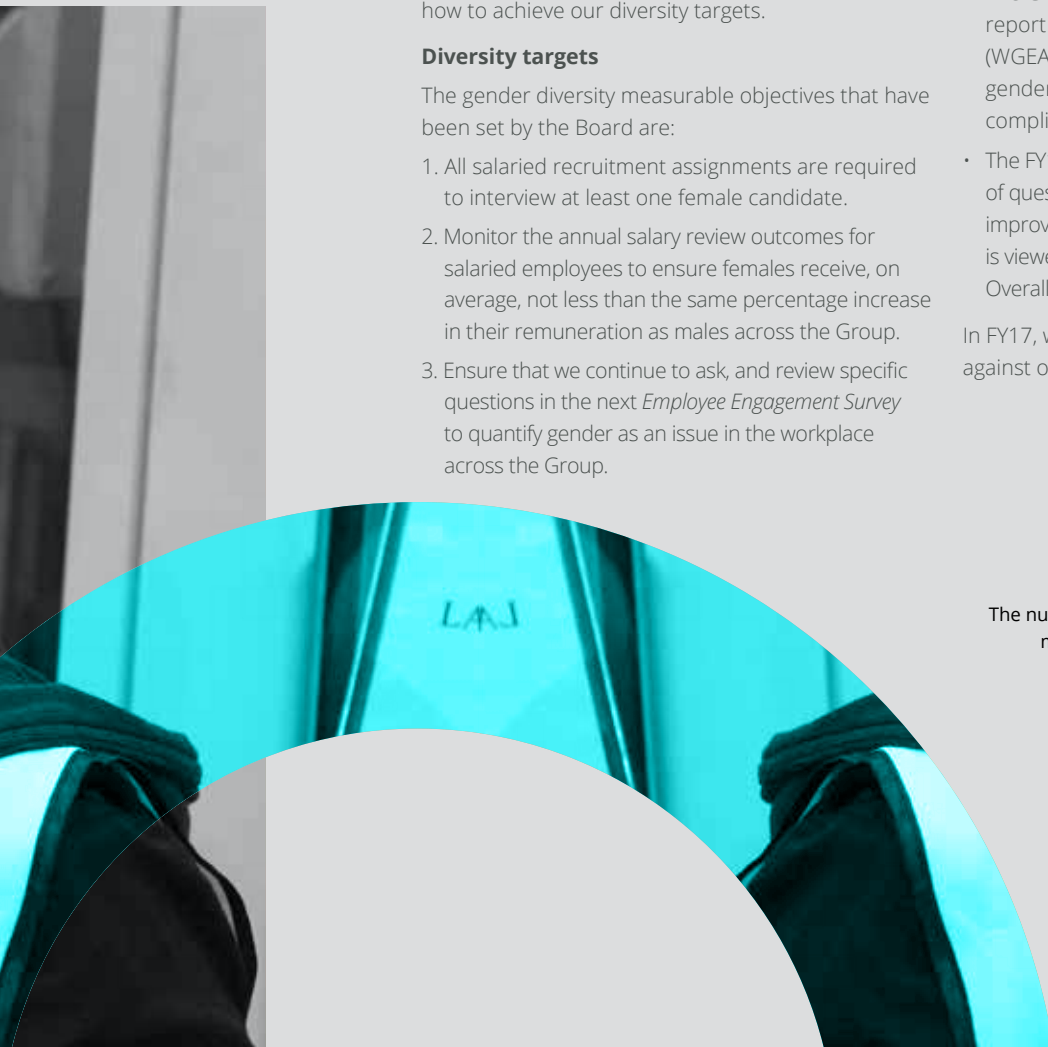 how to achieve our diversity targets.
Diversity targets
The gender diversity measurable objectives that have
been set by the Board are:
1. All salaried recruitment assignments are required
to interview at least one female candidate.
2. Monitor the annual salary review outcomes for
salaried employees to ensure females receive, on
average, not less than the same percentage increase
in their remuneration as males across the Group.
3. Ensure that we continue to ask, and review specific
questions in the next Employee Engagement Survey
to quantify gender as an issue in the workplace
across the Group.
report
(WGEA
gender
compli
• The FY
of ques
improv
is viewe
Overall
In FY17, w
against o
The nu